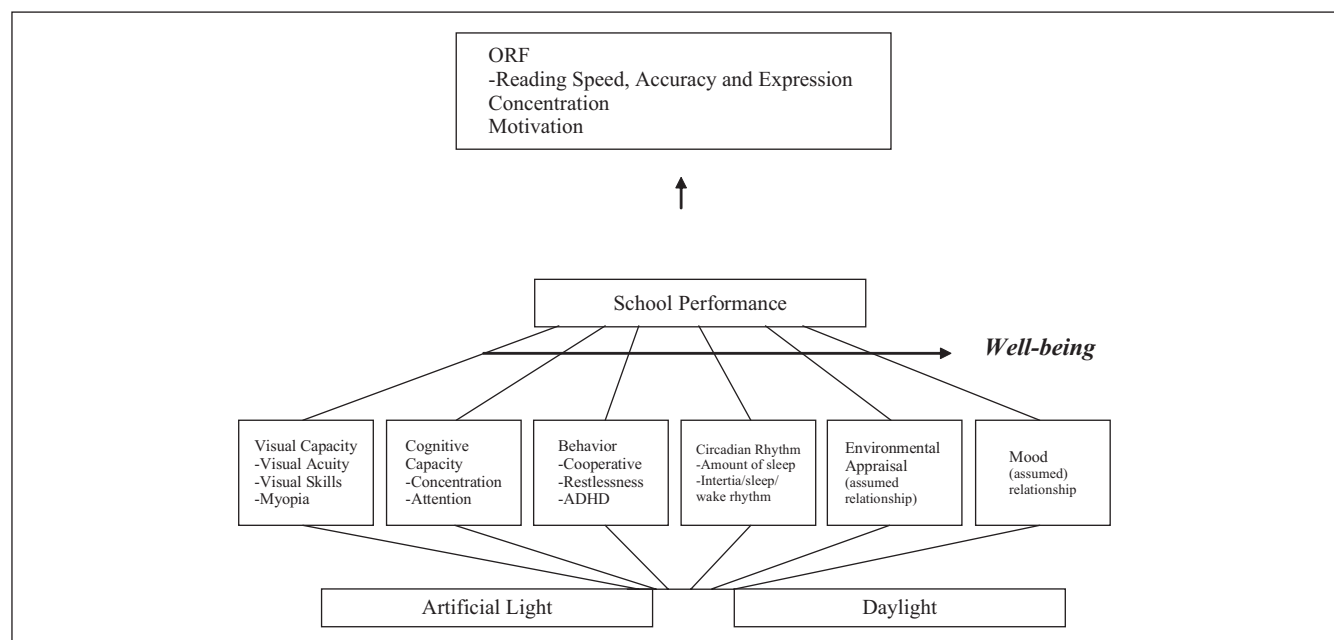 ORF
-Reading Speed, Accuracy and Expression
Concentration
Motivation
School Performance
Well-being
Visual Capacity
-Visual Acuity
-Visual Skills
-Myopia
Cognitive
Capacity
-Concentration
-Attention
Behavior
-Cooperative
-Restlessness
-ADHD
Circadian Rhythm
-Amount of sleep
-Intertia/sleep/
wake rhythm
Environmental
Appraisal
(assumed
relationship)
Mood
(assumed)
relationship
Artificial Light
Daylight